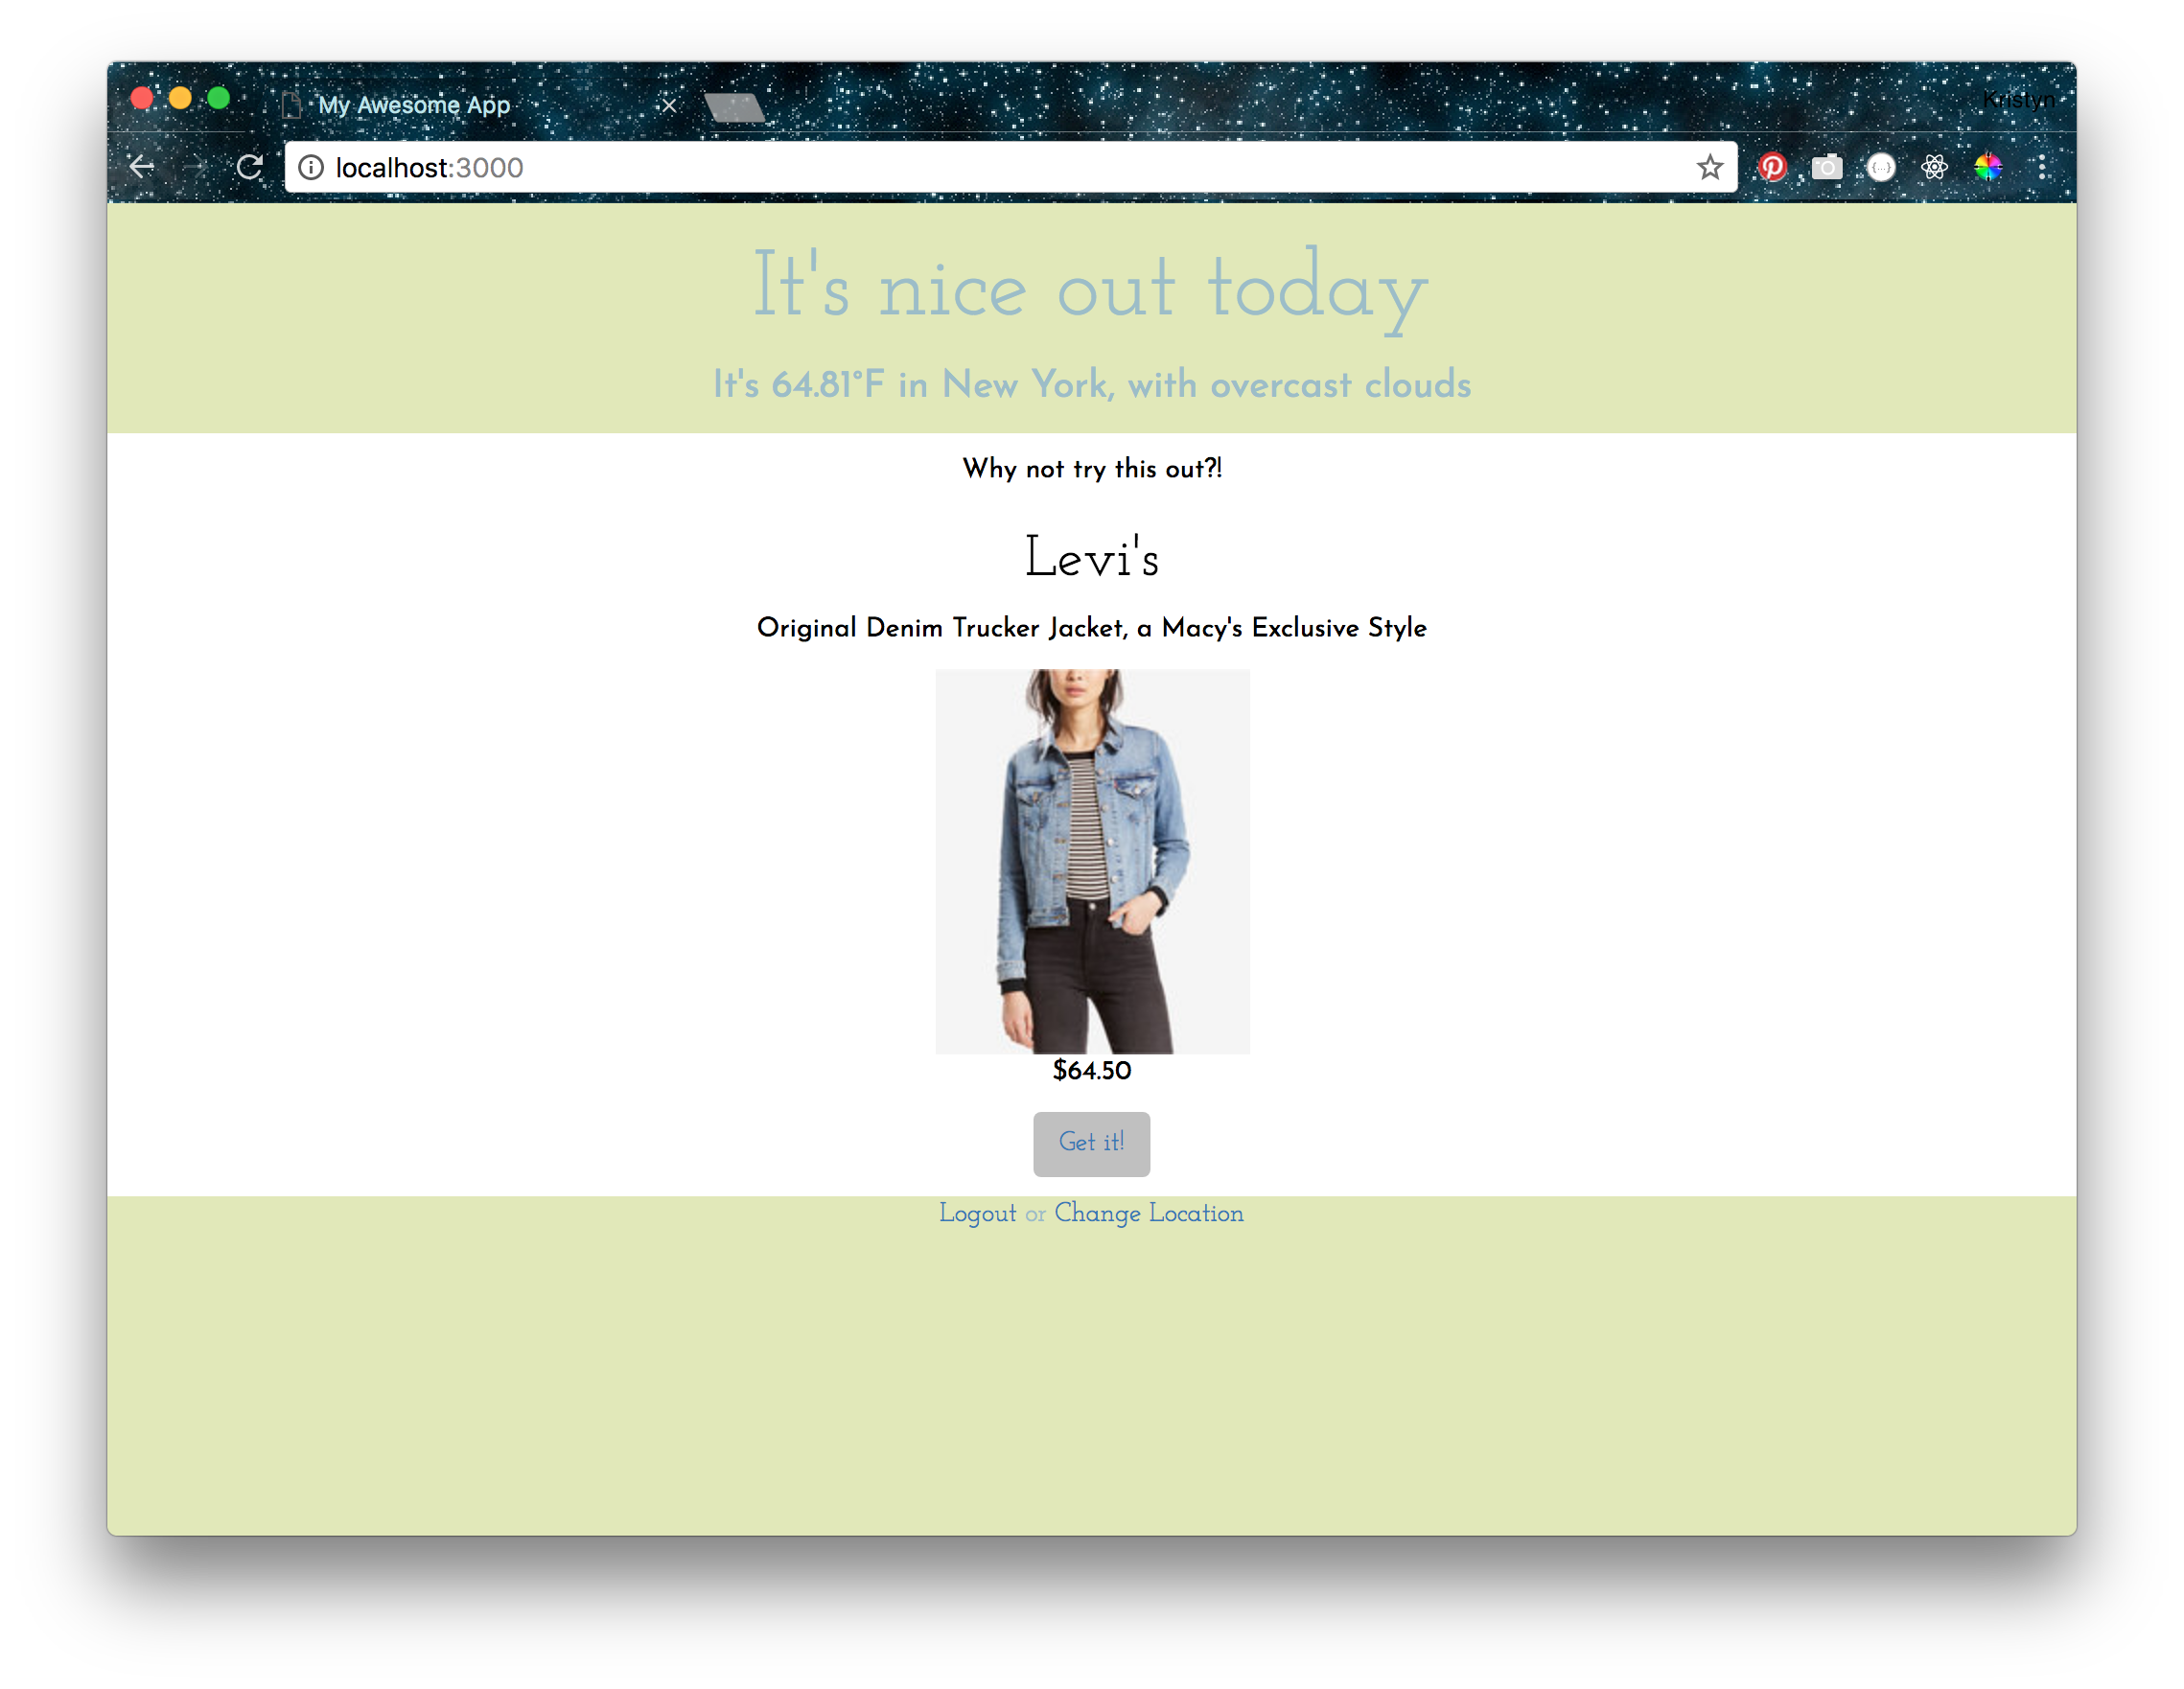 My Awesome App
Kristyn
localhost:3000
It's nice out today
It's 64.81°F in New York, with overcast clouds
Why not try this out?!
Levi's
Original Denim Trucker Jacket, a Macy's Exclusive Style
$64.50
Get it!
Logout or Change Location